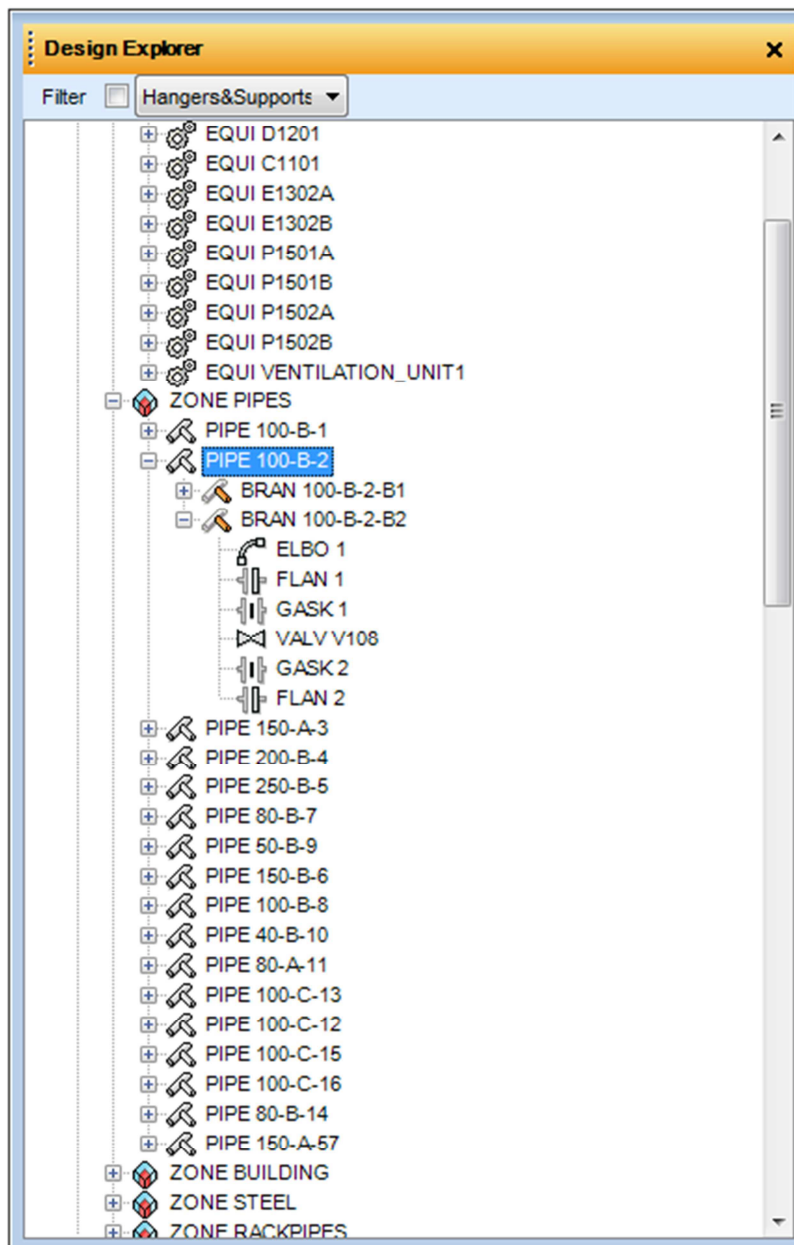 Design Explorer
Filter Hangers&Supports
EQUI D1201
EQUI C1101
EQUI E1302A
EQUI E1302B
EQUI P1501A
EQUI P1501B
EQUI P1502A
EQUI P1502B
EQUI VENTILATION_UNIT1
ZONE PIPES
PIPE 100-B-1
PIPE 100-B-2
BRAN 100-B-2-B1
BRAN 100-B-2-B2
ELBO 1
FLAN 1
GASK 1
VALV V108
GASK 2
FLAN 2
PIPE 150-A-3
PIPE 200-B-4
PIPE 250-B-5
PIPE 80-B-7
PIPE 50-B-9
PIPE 150-B-6
PIPE 100-B-8
PIPE 40-B-10
PIPE 80-A-11
PIPE 100-C-13
PIPE 100-C-12
PIPE 100-C-15
PIPE 100-C-16
PIPE 80-B-14
PIPE 150-A-57
ZONE BUILDING
ZONE STEEL
ZONE RACKPIPES